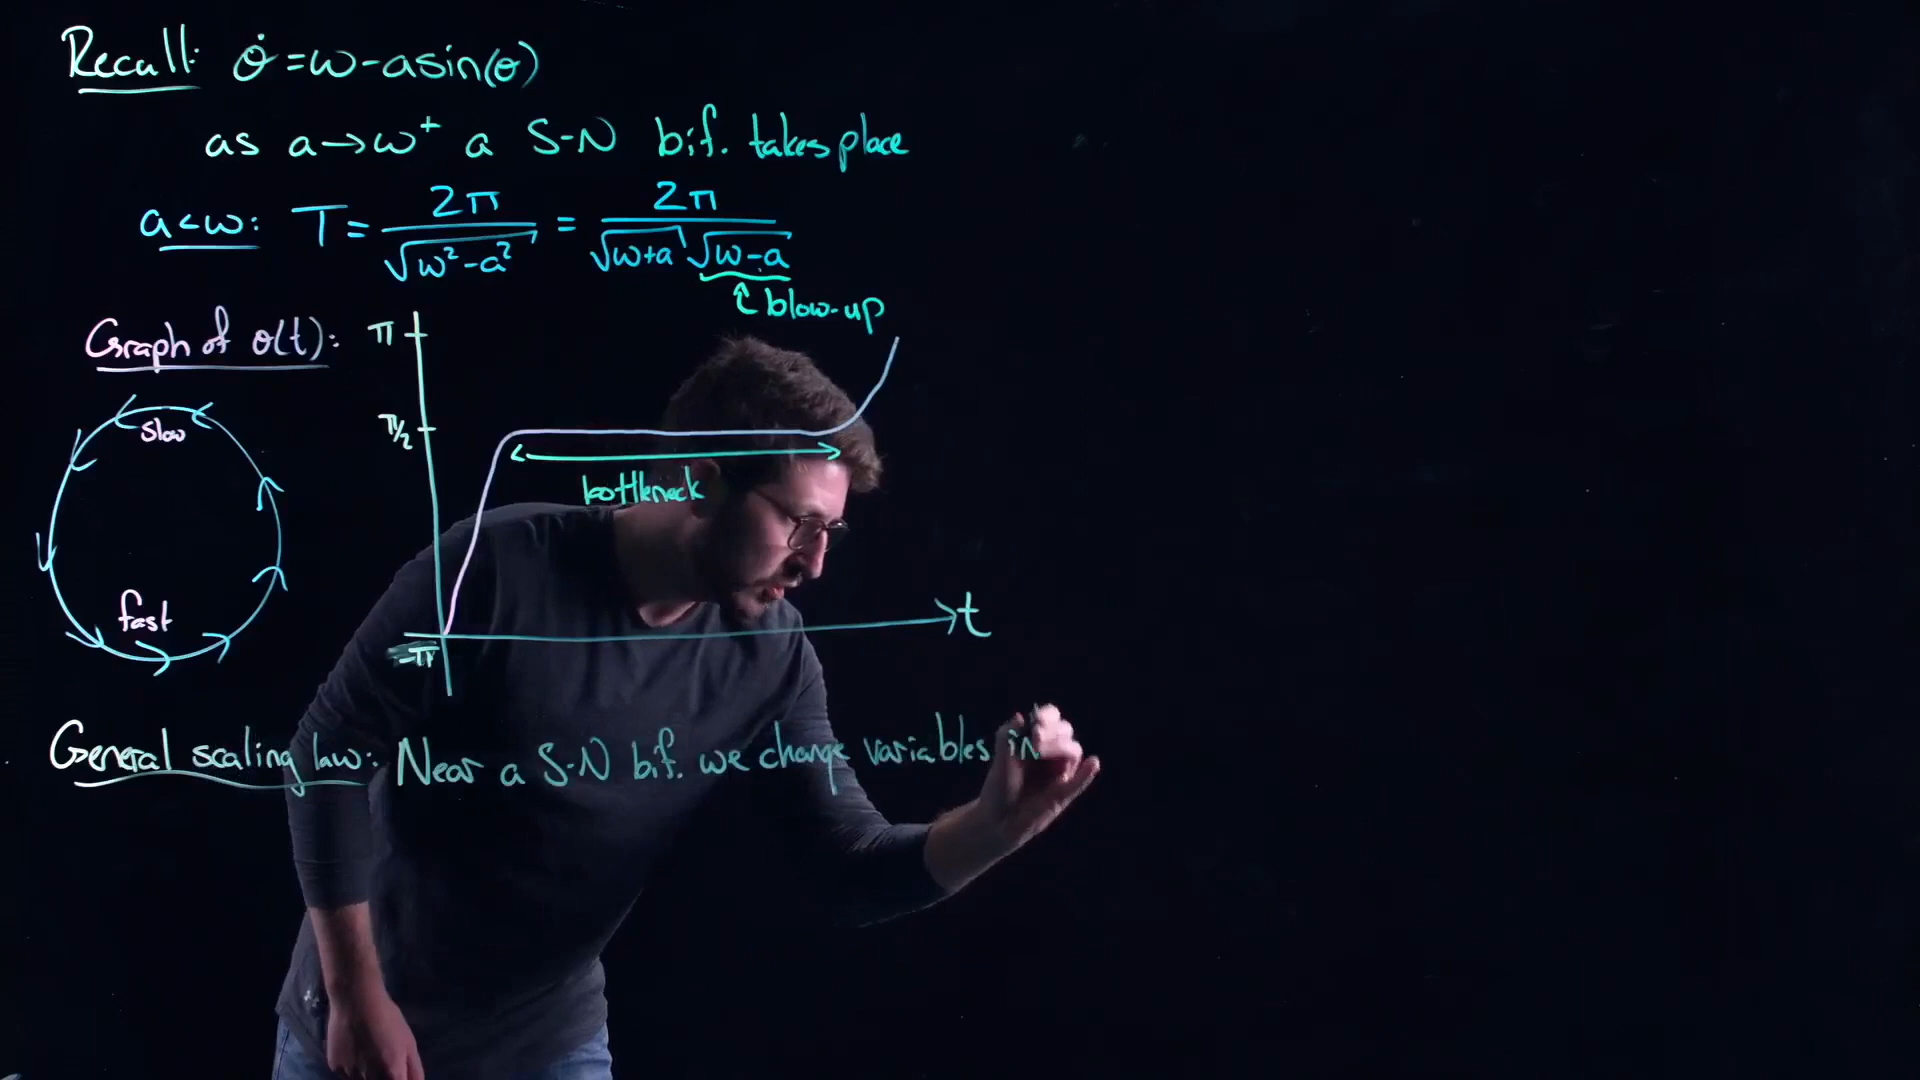 Recall: θ̇ = ω - a sin(θ)
as a → ω⁺ a S-N bif. takes place
a < ω: T = 2π / √(ω² - a²) = 2π / (√(ω+a) √(ω-a))
↑ blow-up
Graph of θ(t):
π
π/2
-π
t
bottleneck
slow
fast
General scaling law: Near a S-N bif. we change variables in